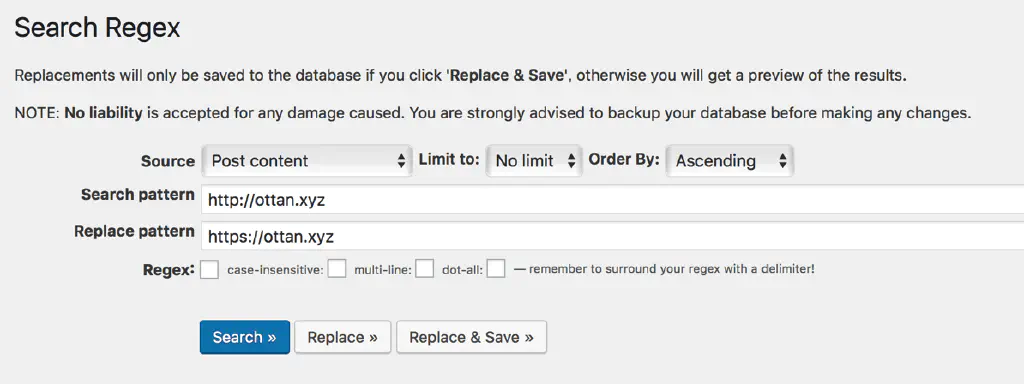 Search Regex
Replacements will only be saved to the database if you click 'Replace & Save', otherwise you will get a preview of the results.
NOTE: No liability is accepted for any damage caused. You are strongly advised to backup your database before making any changes.
Source Post content Limit to: No limit Order By: Ascending
Search pattern http://ottan.xyz
Replace pattern https://ottan.xyz
Regex: case-insensitive: multi-line: dot-all: — remember to surround your regex with a delimiter!
Search » Replace » Replace & Save »